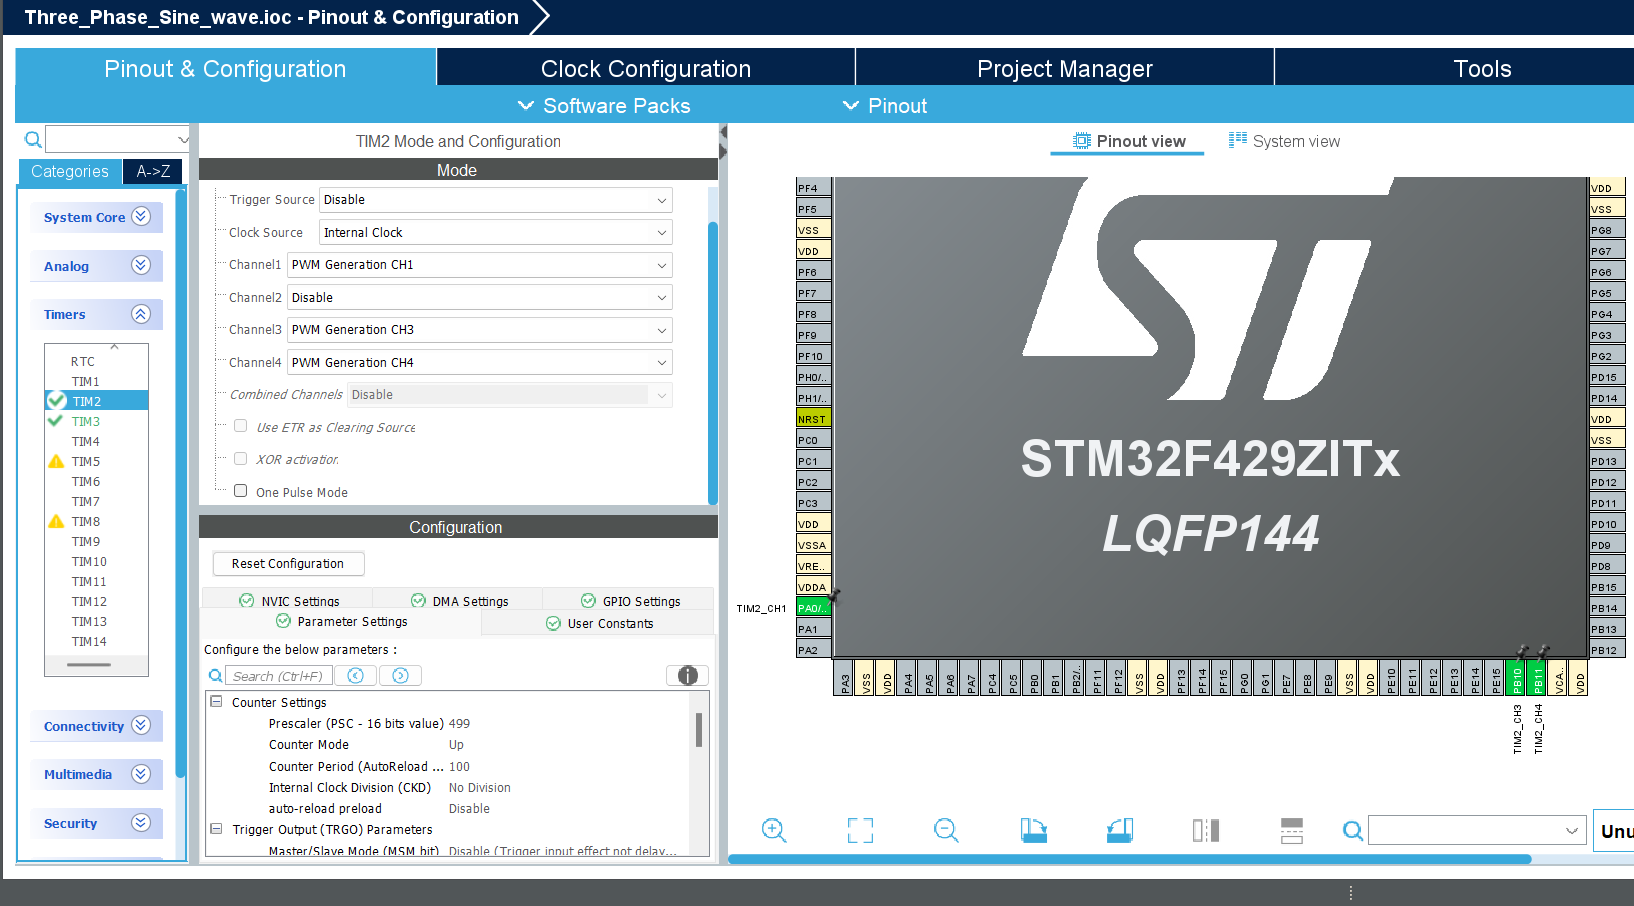 Three_Phase_Sine_wave.ioc - Pinout & Configuration
Pinout & Configuration
Clock Configuration
Project Manager
Tools
Software Packs
Pinout
Categories
A->Z
System Core
Analog
Timers
RTC
TIM1
TIM2
TIM3
TIM4
TIM5
TIM6
TIM7
TIM8
TIM9
TIM10
TIM11
TIM12
TIM13
TIM14
Connectivity
Multimedia
Security
TIM2 Mode and Configuration
Mode
Trigger Source Disable
Clock Source Internal Clock
Channel1 PWM Generation CH1
Channel2 Disable
Channel3 PWM Generation CH3
Channel4 PWM Generation CH4
Combined Channels Disable
Use ETR as Clearing Source
XOR activation
One Pulse Mode
Configuration
Reset Configuration
NVIC Settings
DMA Settings
GPIO Settings
Parameter Settings
User Constants
Configure the below parameters :
Search (Ctrl+F)
Counter Settings
Prescaler (PSC - 16 bits value) 499
Counter Mode Up
Counter Period (AutoReload ... 100
Internal Clock Division (CKD) No Division
auto-reload preload Disable
Trigger Output (TRGO) Parameters
Master/Slave Mode (MSM bit) Disable (Trigger input effect not delay...
Pinout view
System view
PF4
PF5
VSS
VDD
PF6
PF7
PF8
PF9
PF10
PH0/..
PH1/..
NRST
PC0
PC1
PC2
PC3
VDD
VSSA
VRE..
VDDA
TIM2_CH1 PA0/..
PA1
PA2
STM32F429ZITx
LQFP144
VDD
VSS
PG8
PG7
PG6
PG5
PG4
PG3
PG2
PD15
PD14
VDD
VSS
PD13
PD12
PD11
PD10
PD9
PD8
PB15
PB14
PB13
PB12
PA3
VSS
VDD
PA4
PA5
PA6
PA7
PC4
PC5
PB0
PB1
PB2/..
PF11
PF12
VSS
VDD
PF13
PF14
PF15
PG0
PG1
PE7
PE8
PE9
VSS
VDD
PE10
PE11
PE12
PE13
PE14
PE15
PB10
PB11
VCA..
VDD
TIM2_CH3
TIM2_CH4
Unu